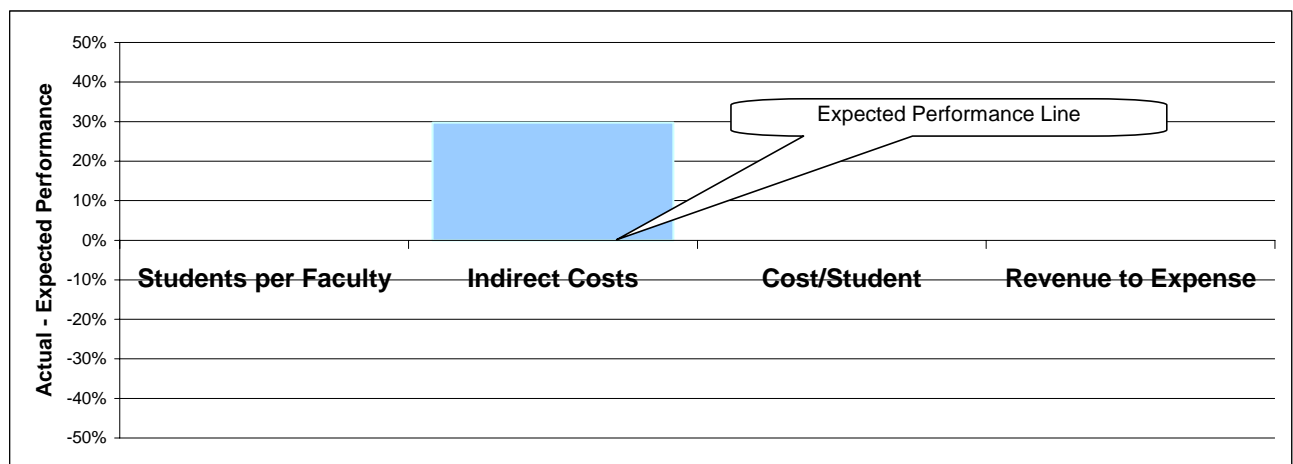 50%
40%
30%
20%
10%
0%
-10%
-20%
-30%
-40%
-50%
Actual - Expected Performance
Expected Performance Line
Students per Faculty
Indirect Costs
Cost/Student
Revenue to Expense